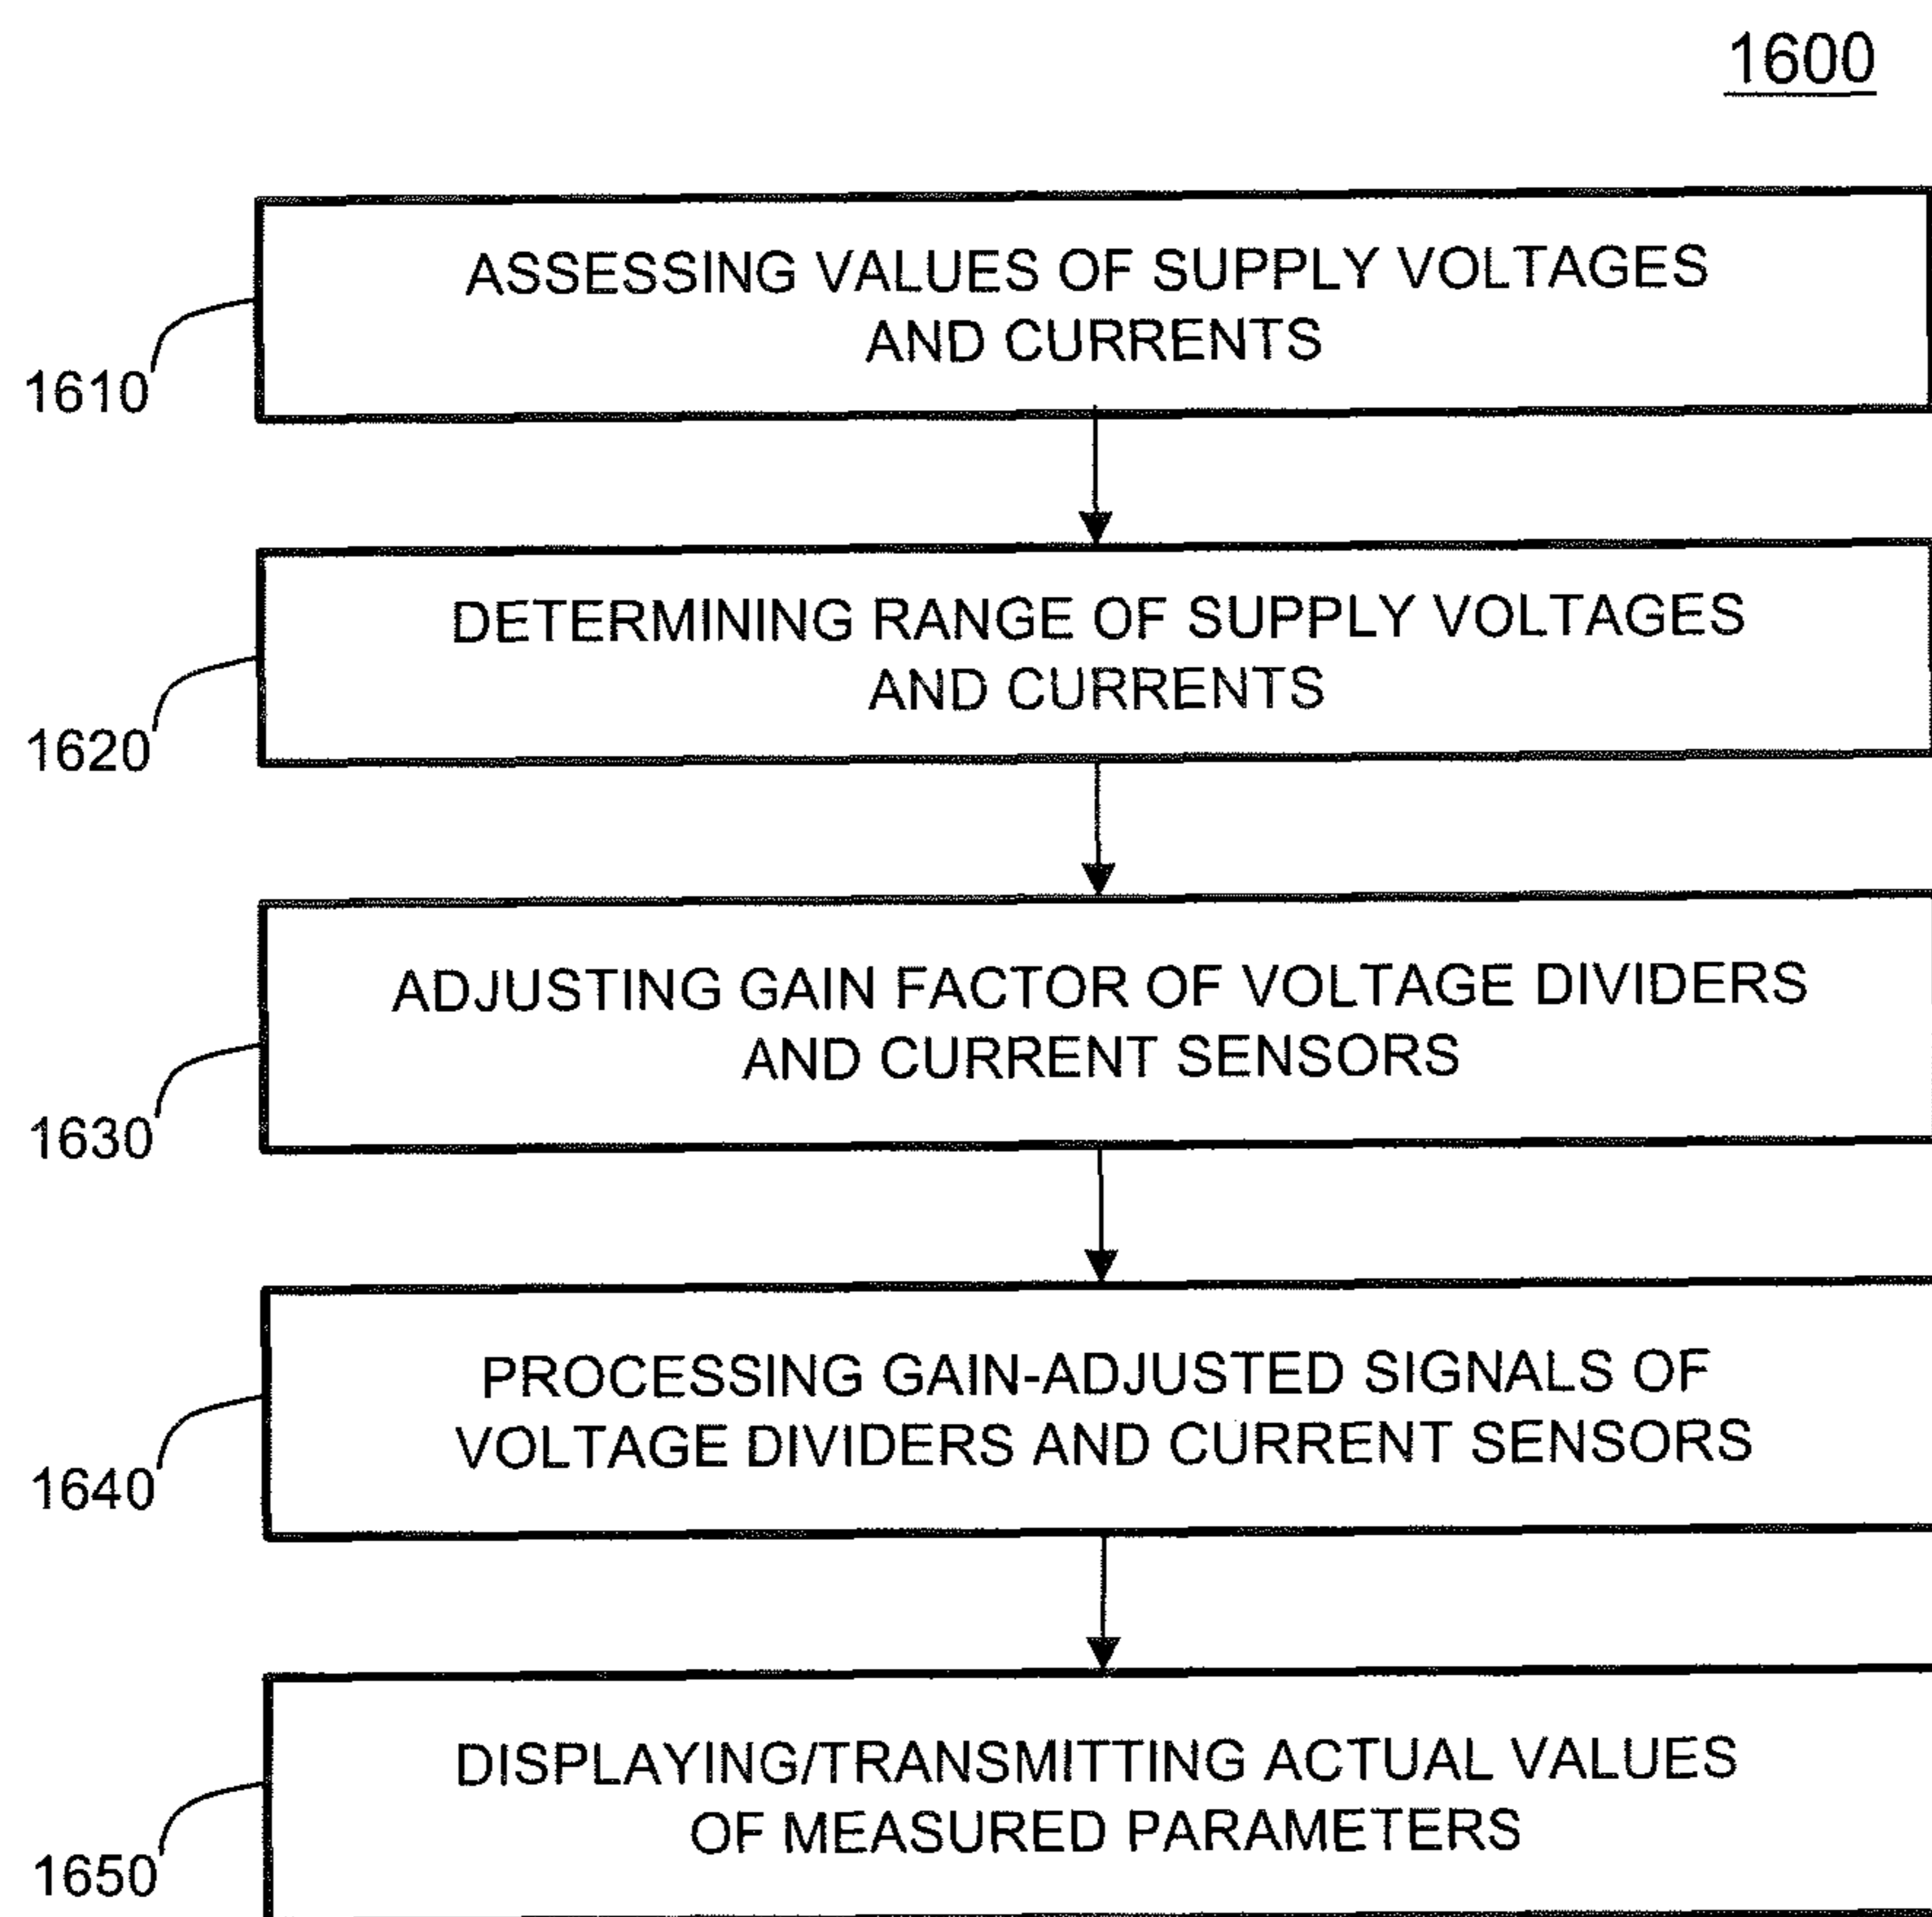 1600
ASSESSING VALUES OF SUPPLY VOLTAGES
AND CURRENTS
1610
DETERMINING RANGE OF SUPPLY VOLTAGES
AND CURRENTS
1620
ADJUSTING GAIN FACTOR OF VOLTAGE DIVIDERS
AND CURRENT SENSORS
1630
PROCESSING GAIN-ADJUSTED SIGNALS OF
VOLTAGE DIVIDERS AND CURRENT SENSORS
1640
DISPLAYING/TRANSMITTING ACTUAL VALUES
OF MEASURED PARAMETERS
1650